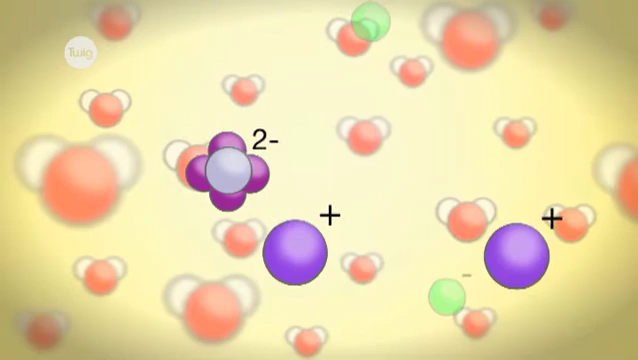 Twig
2-
+
+
-